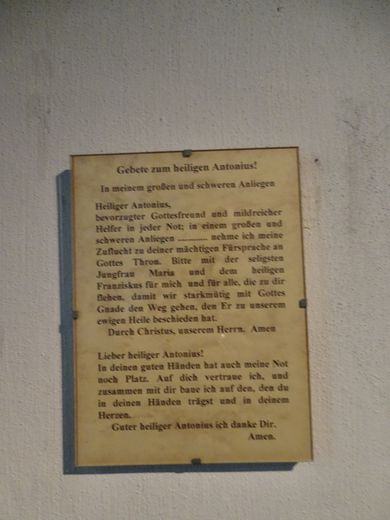 Gebete zum heiligen Antonius!
In meinem großen und schweren Anliegen
Heiliger Antonius,
bevorzugter Gottesfreund und mildreicher
Helfer in jeder Not; in einem großen und
schweren Anliegen ............ nehme ich meine
Zuflucht zu deiner mächtigen Fürsprache an
Gottes Thron. Bitte mit der seligsten
Jungfrau Maria und dem heiligen
Franziskus für mich und für alle, die zu dir
flehen, damit wir starkmütig mit Gottes
Gnade den Weg gehen, den Er zu unserem
ewigen Heile beschieden hat.
Durch Christus, unserem Herrn. Amen
Lieber heiliger Antonius!
In deinen guten Händen hat auch meine Not
noch Platz. Auf dich vertraue ich, und
zusammen mit dir baue ich auf den, den du
in deinen Händen trägst und in deinem
Herzen.
Guter heiliger Antonius ich danke Dir.
Amen.